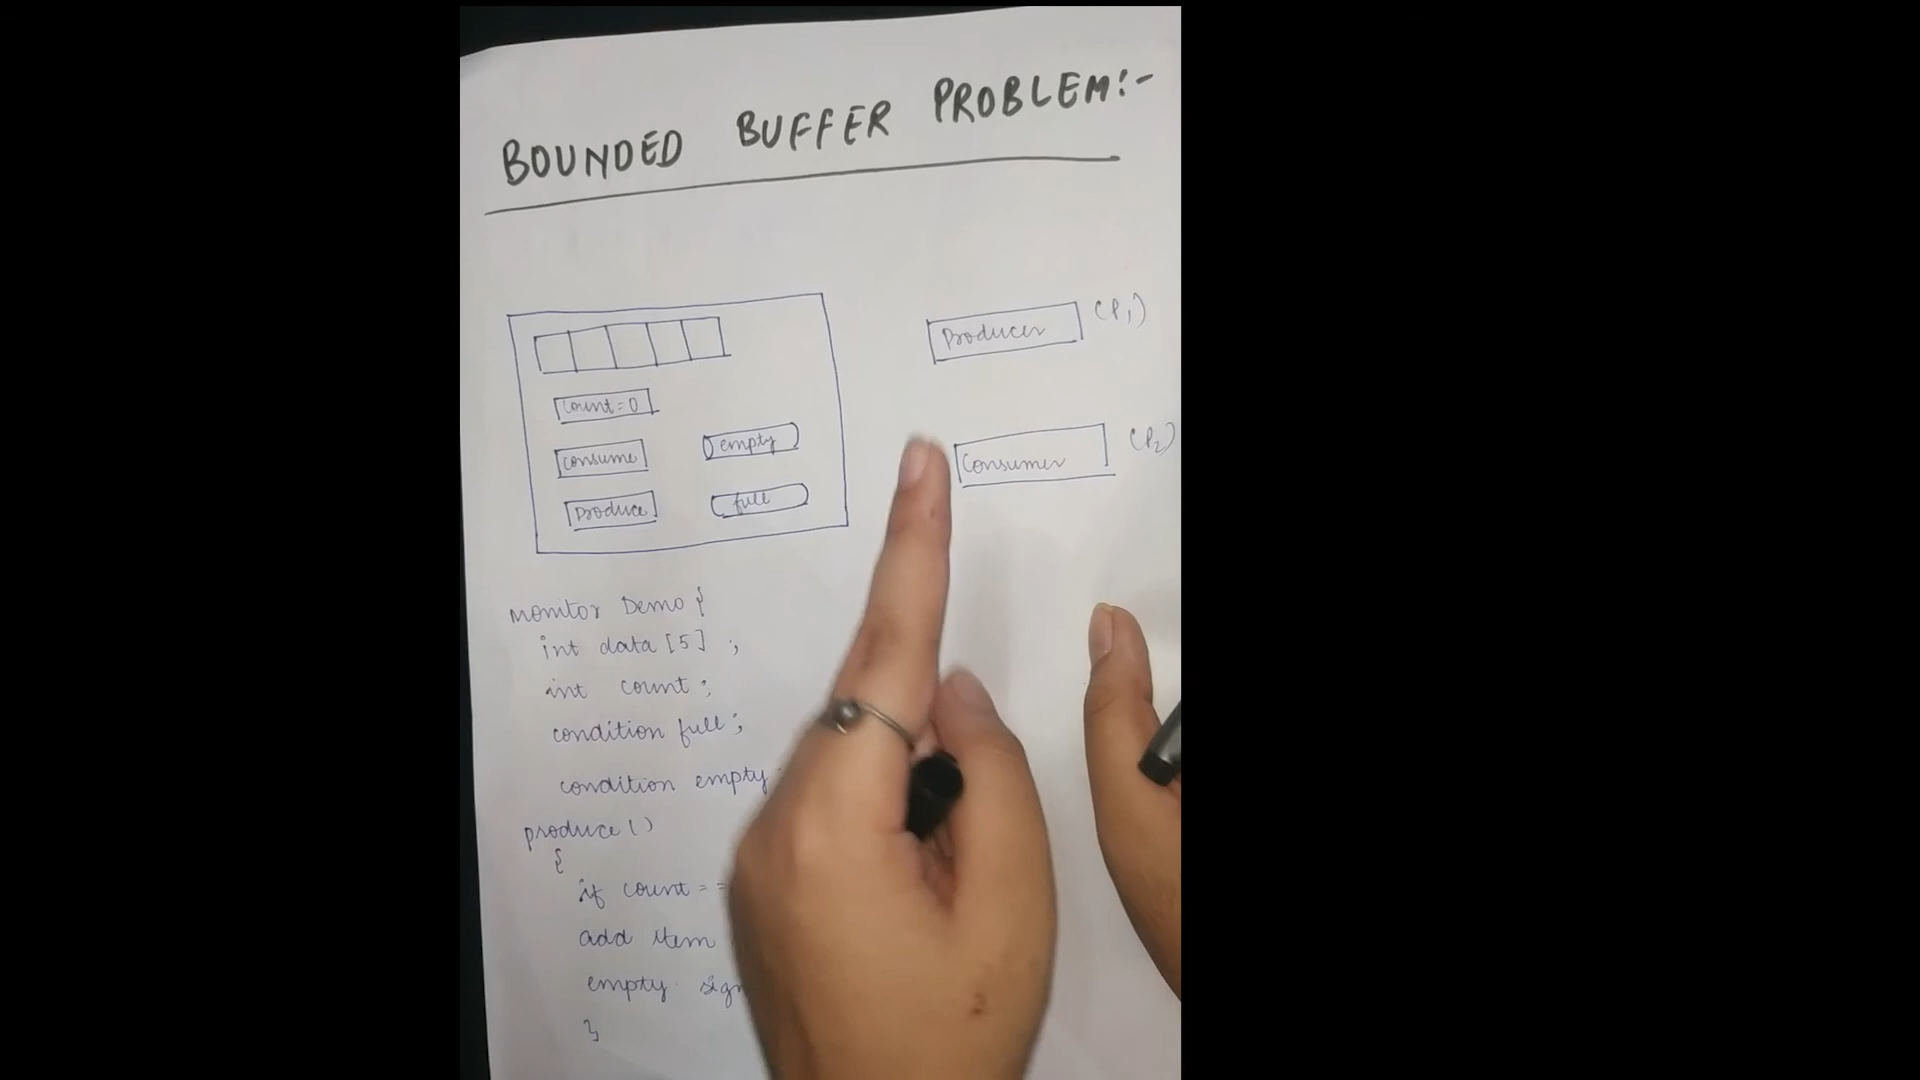 BOUNDED BUFFER PROBLEM:-
Producer (P1)
count=0
empty
Consumer (P2)
consume
full
produce
monitor Demo {
int data [5] ;
int count ;
condition full ;
condition empty
produce ()
{
if count = =
add item
empty.
}